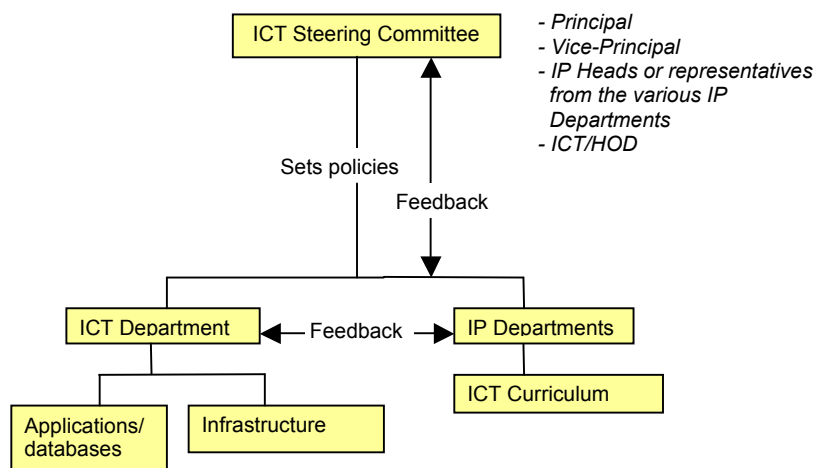 ICT Steering Committee
- Principal
- Vice-Principal
- IP Heads or representatives
from the various IP
Departments
- ICT/HOD
Sets policies
Feedback
ICT Department
Feedback
IP Departments
ICT Curriculum
Applications/
databases
Infrastructure